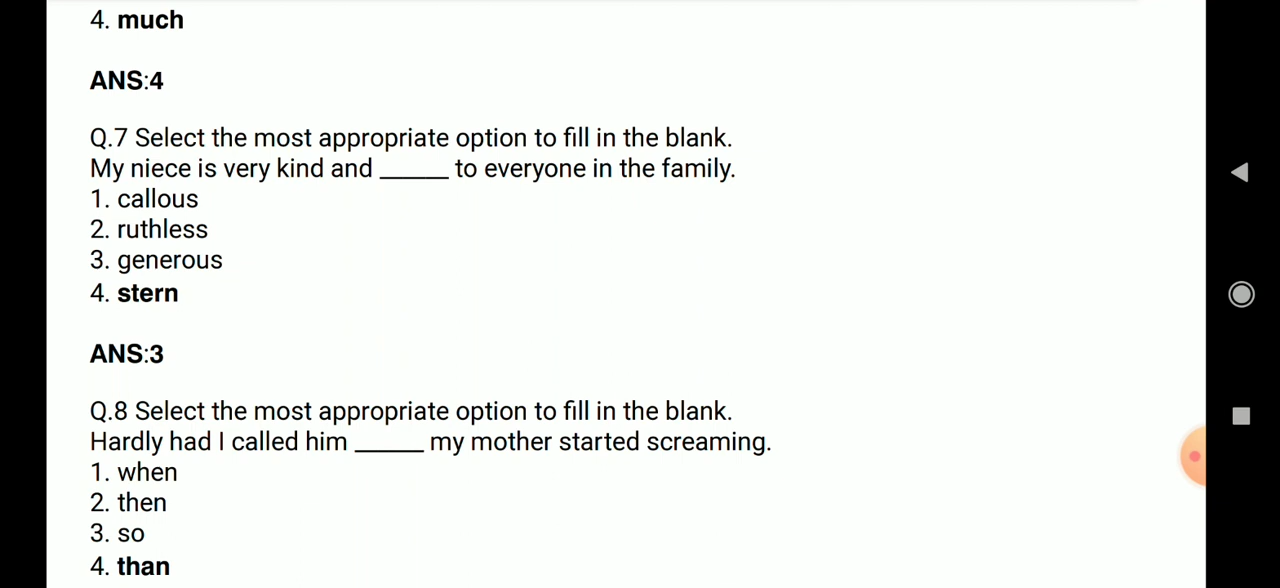 4. much
ANS:4
Q.7 Select the most appropriate option to fill in the blank.
My niece is very kind and ______ to everyone in the family.
1. callous
2. ruthless
3. generous
4. stern
ANS:3
Q.8 Select the most appropriate option to fill in the blank.
Hardly had I called him ______ my mother started screaming.
1. when
2. then
3. so
4. than